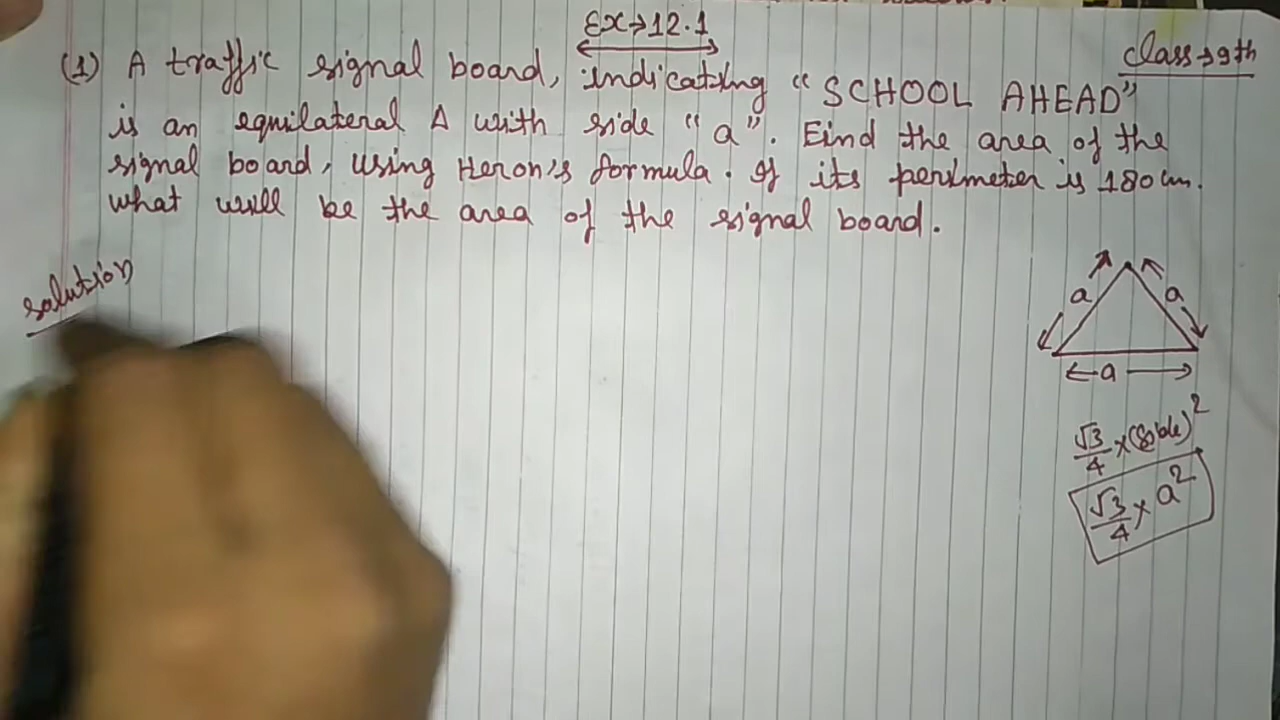 Ex→12.1
class→9th
(1) A traffic signal board, indicating "SCHOOL AHEAD"
is an equilateral Δ with side "a". Find the area of the
signal board, using Heron's formula. If its perimeter is 180 cm.
what will be the area of the signal board.
solution
a
a
←a→
√3/4 × (Side)²
√3/4 × a²